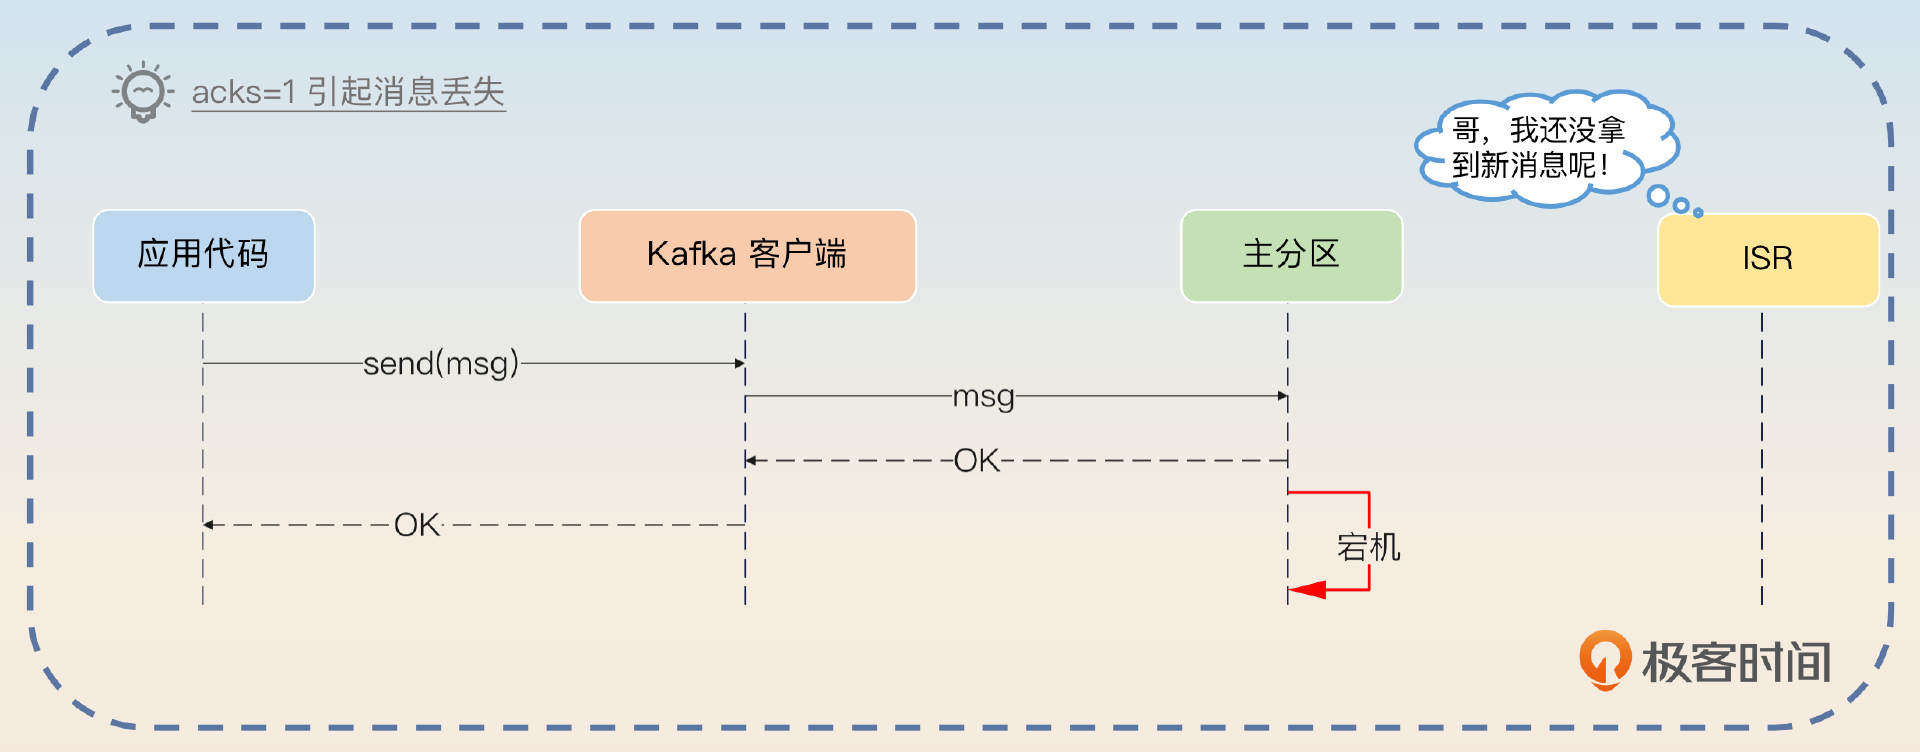 acks=1 引起消息丢失
哥，我还没拿
到新消息呢！
应用代码
Kafka 客户端
主分区
ISR
send(msg)
msg
OK
OK
宕机
极客时间